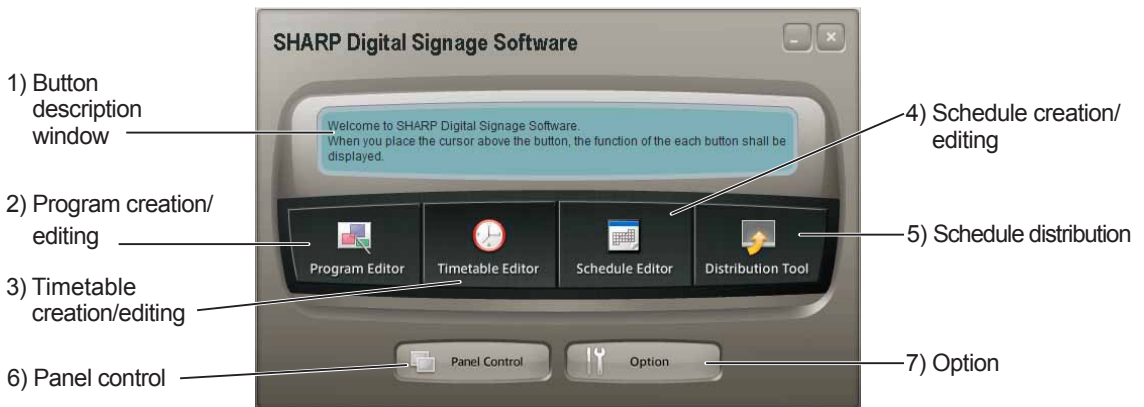 SHARP Digital Signage Software
1) Button
description
window
Welcome to SHARP Digital Signage Software.
When you place the cursor above the button, the function of the each button shall be
displayed.
4) Schedule creation/
editing
2) Program creation/
editing
Program Editor
Timetable Editor
Schedule Editor
Distribution Tool
5) Schedule distribution
3) Timetable
creation/editing
6) Panel control
Panel Control
Option
7) Option